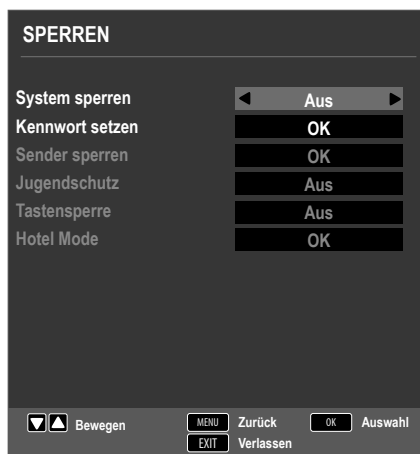 SPERREN
System sperren Aus
Kennwort setzen OK
Sender sperren OK
Jugendschutz Aus
Tastensperre Aus
Hotel Mode OK
Bewegen MENU Zurück OK Auswahl
EXIT Verlassen